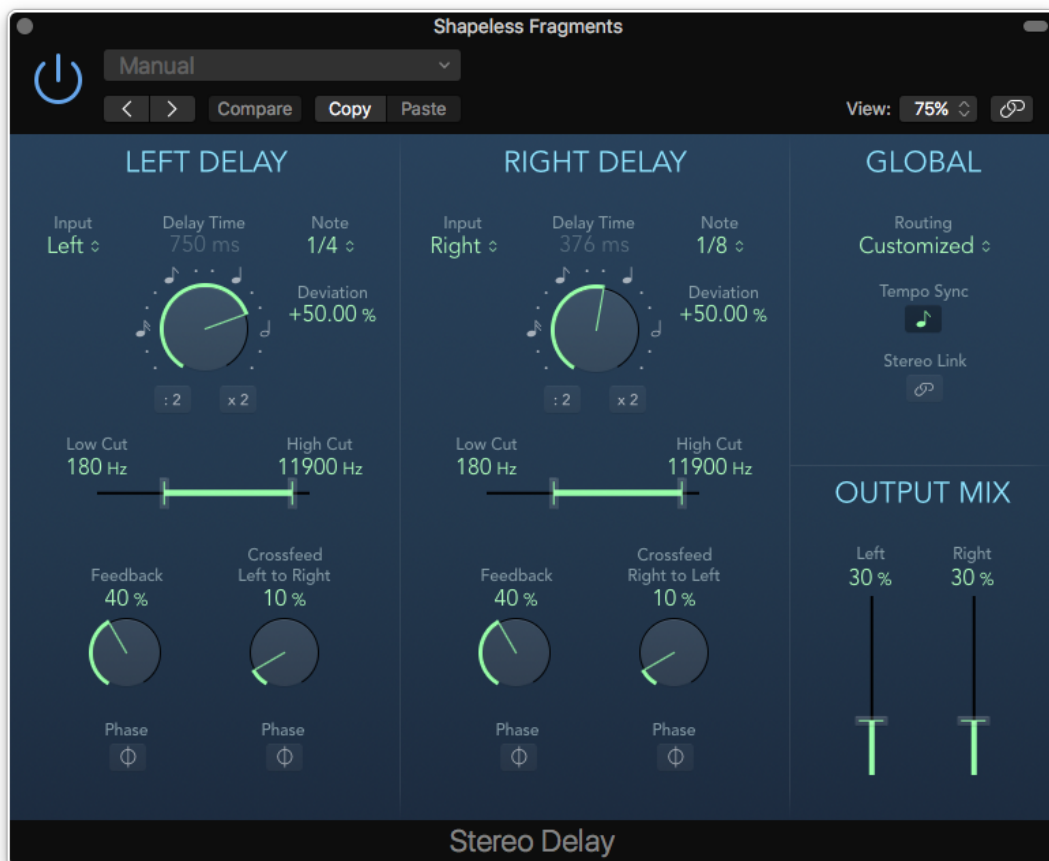 Shapeless Fragments
Manual
Compare Copy Paste
View: 75%
LEFT DELAY
Input
Left
Delay Time
750 ms
Note
1/4
Deviation
+50.00 %
: 2
x 2
Low Cut
180 Hz
High Cut
11900 Hz
Feedback
40 %
Crossfeed
Left to Right
10 %
Phase
Phase
RIGHT DELAY
Input
Right
Delay Time
376 ms
Note
1/8
Deviation
+50.00 %
: 2
x 2
Low Cut
180 Hz
High Cut
11900 Hz
Feedback
40 %
Crossfeed
Right to Left
10 %
Phase
Phase
GLOBAL
Routing
Customized
Tempo Sync
Stereo Link
OUTPUT MIX
Left
30 %
Right
30 %
Stereo Delay